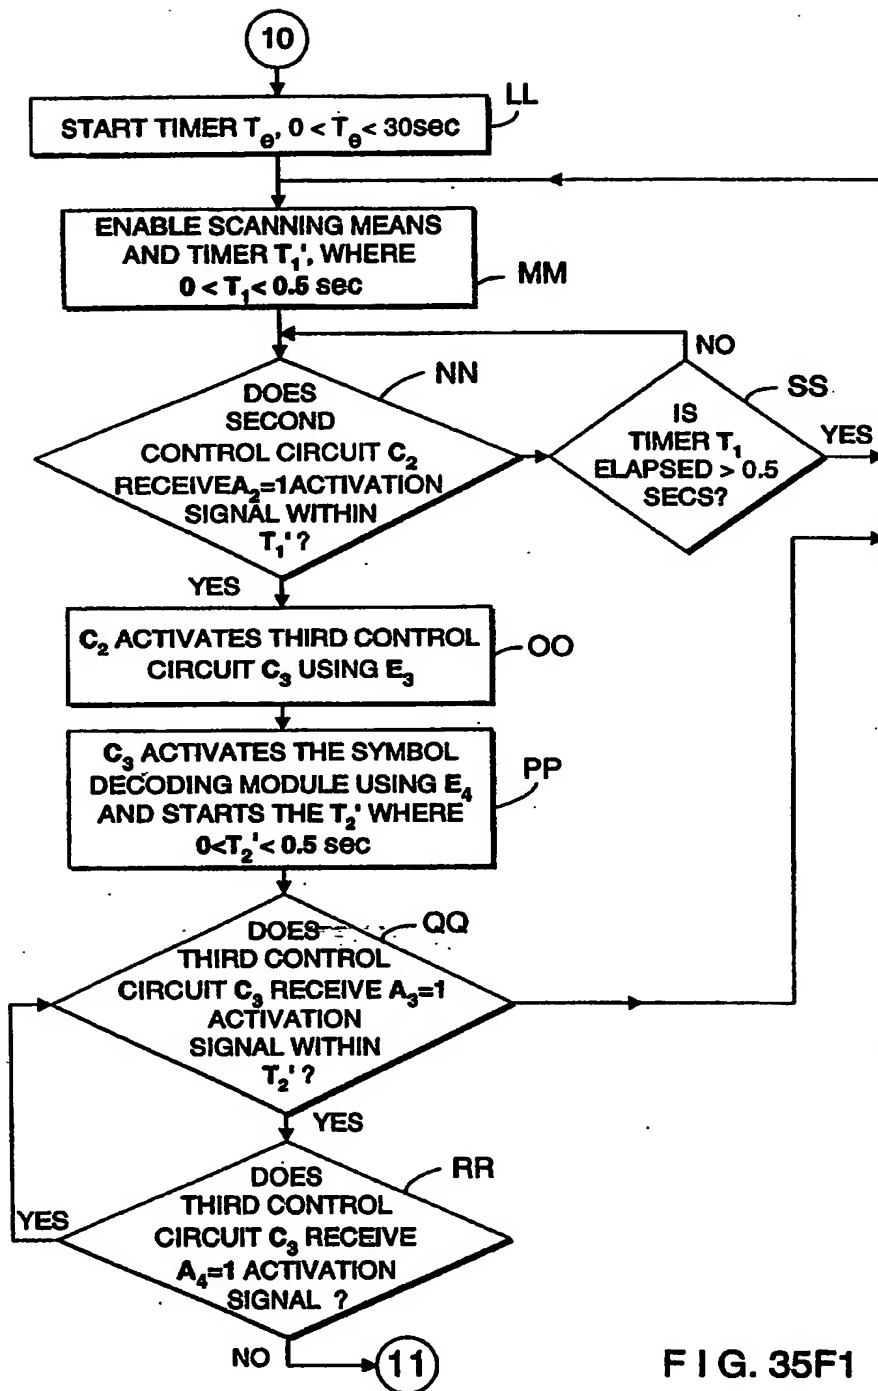 10
LL
START TIMER Te, 0 < Te < 30sec
ENABLE SCANNING MEANS
AND TIMER T1', WHERE
0 < T1 < 0.5 sec
MM
NO
NN
SS
DOES
SECOND
CONTROL CIRCUIT C2
RECEIVEA2=1ACTIVATION
SIGNAL WITHIN
T1' ?
IS
TIMER T1
ELAPSED > 0.5
SECS?
YES
YES
C2 ACTIVATES THIRD CONTROL
CIRCUIT C3 USING E3
OO
C3 ACTIVATES THE SYMBOL
DECODING MODULE USING E4
AND STARTS THE T2' WHERE
0<T2'< 0.5 sec
PP
QQ
DOES
THIRD CONTROL
CIRCUIT C3 RECEIVE A3=1
ACTIVATION
SIGNAL WITHIN
T2' ?
YES
RR
DOES
THIRD CONTROL
CIRCUIT C3 RECEIVE
A4=1 ACTIVATION
SIGNAL ?
YES
NO
11
FIG. 35F1